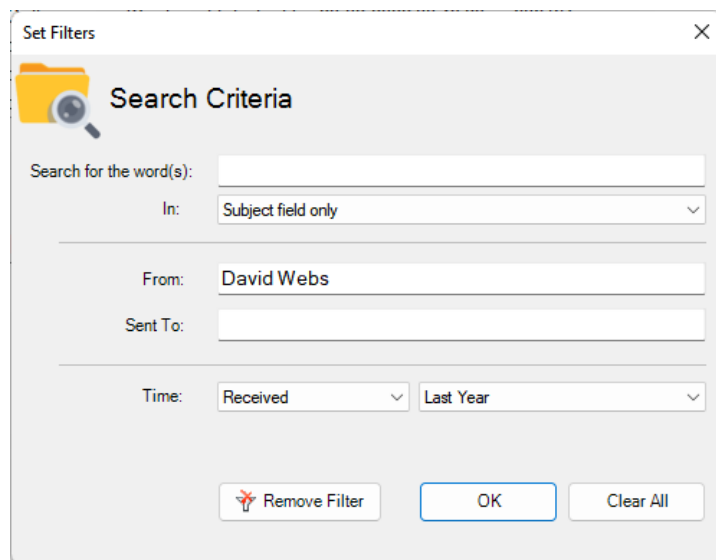 Set Filters
Search Criteria
Search for the word(s):
In: Subject field only
From: David Webs
Sent To:
Time: Received Last Year
Remove Filter OK Clear All